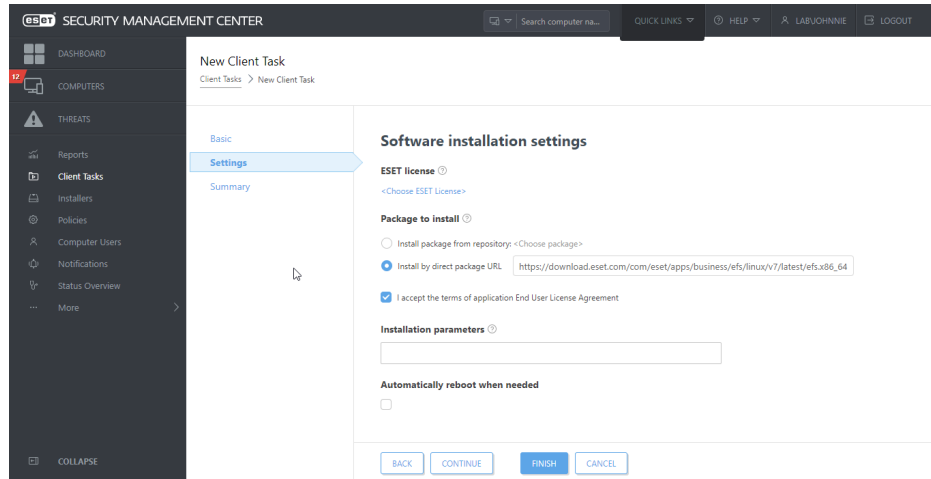 eset SECURITY MANAGEMENT CENTER
Search computer na...
QUICK LINKS
HELP
LAB\JOHNNIE
LOGOUT
DASHBOARD
12
COMPUTERS
THREATS
Reports
Client Tasks
Installers
Policies
Computer Users
Notifications
Status Overview
More
COLLAPSE
New Client Task
Client Tasks > New Client Task
Basic
Settings
Summary
Software installation settings
ESET license
<Choose ESET License>
Package to install
Install package from repository: <Choose package>
Install by direct package URL https://download.eset.com/com/eset/apps/business/efs/linux/v7/latest/efs.x86_64
I accept the terms of application End User License Agreement
Installation parameters
Automatically reboot when needed
BACK CONTINUE FINISH CANCEL